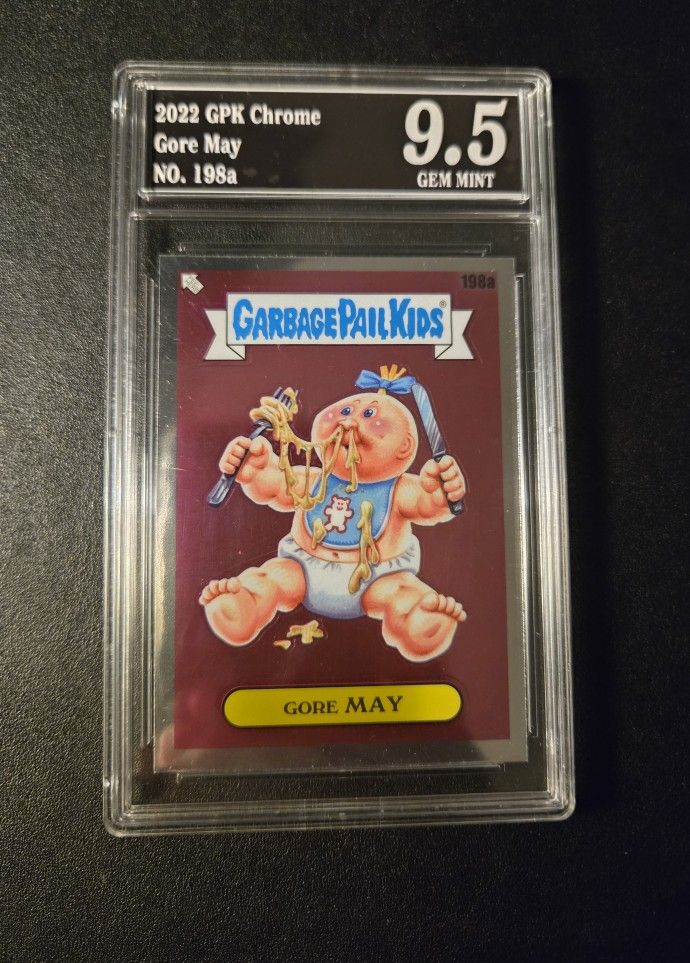 2022 GPK Chrome
Gore May
NO. 198a
9.5
GEM MINT
198a
GARBAGE PAIL KIDS®
GORE MAY